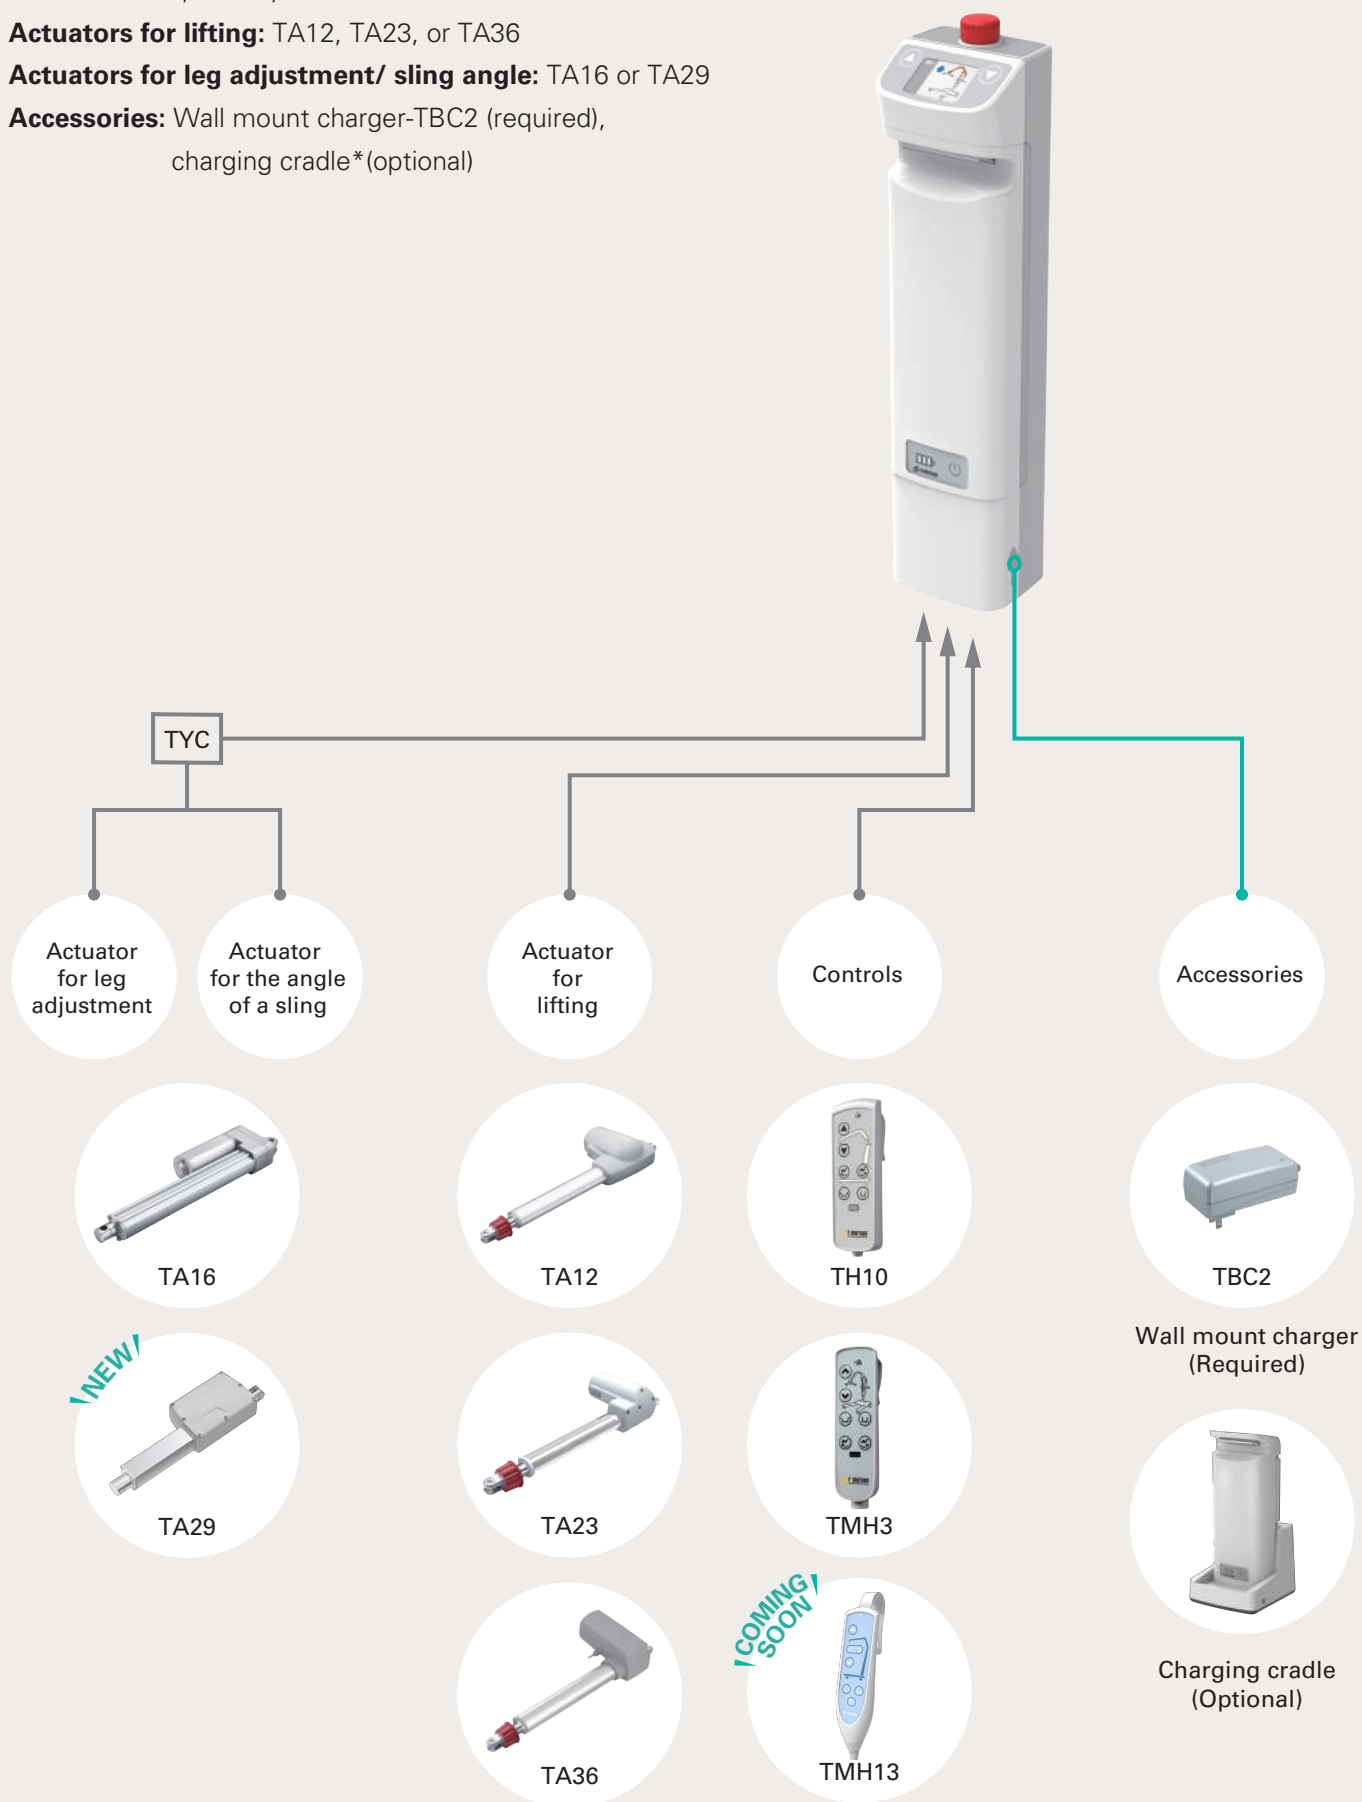 Actuators for lifting: TA12, TA23, or TA36
Actuators for leg adjustment/ sling angle: TA16 or TA29
Accessories: Wall mount charger-TBC2 (required),
charging cradle*(optional)
TYC
Actuator
for leg
adjustment
Actuator
for the angle
of a sling
Actuator
for
lifting
Controls
Accessories
TA16
TA12
TH10
TBC2
Wall mount charger
(Required)
NEW
TA29
TA23
TMH3
Charging cradle
(Optional)
TA36
COMING
SOON
TMH13